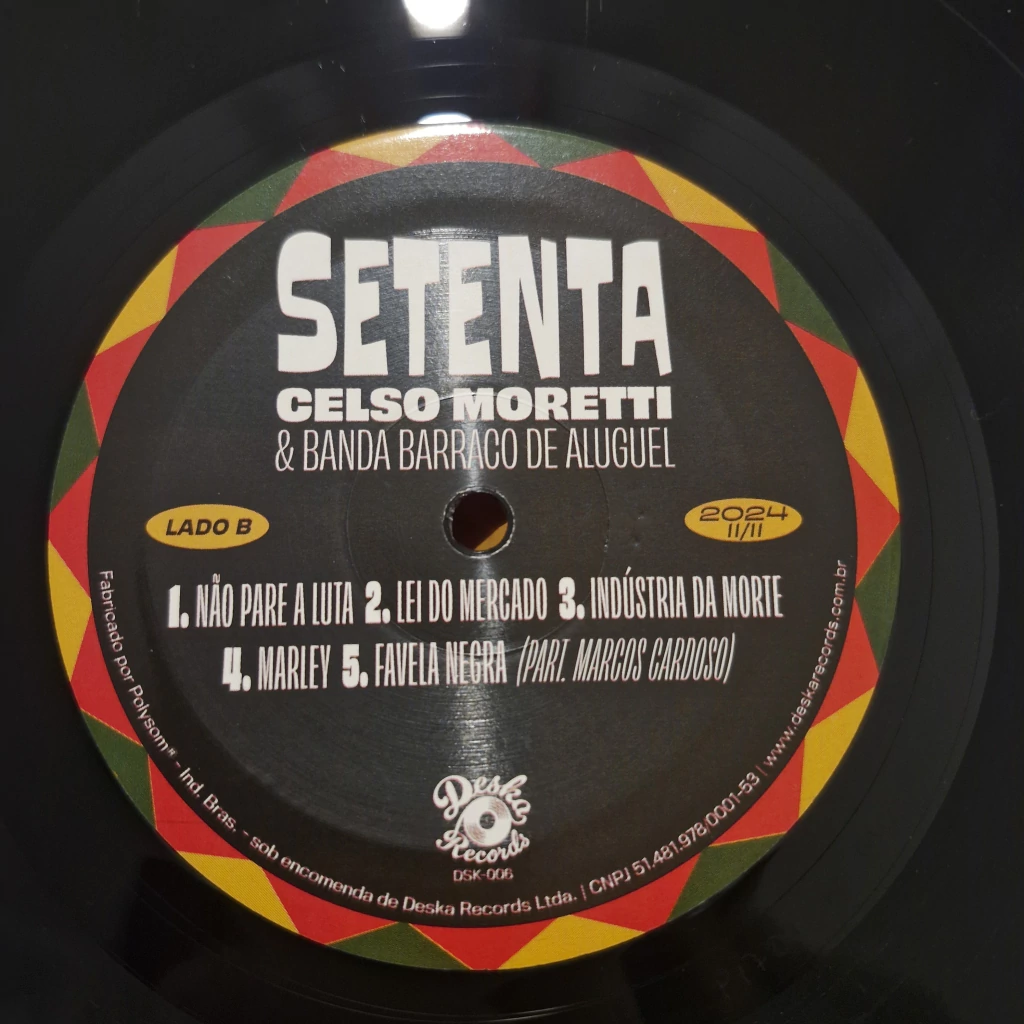 SETENTA
CELSO MORETTI
& BANDA BARRACO DE ALUGUEL
LADO B
2024
11/11
1. NÃO PARE A LUTA 2. LEI DO MERCADO 3. INDÚSTRIA DA MORTE
4. MARLEY 5. FAVELA NEGRA (PART. MARCOS CARDOSO)
Deska
Records
DSK-006
Fabricado por Polysom® - Ind. Bras. - sob encomenda de Deska Records Ltda. | CNPJ 51.481.978/0001-53 | www.deskarecords.com.br